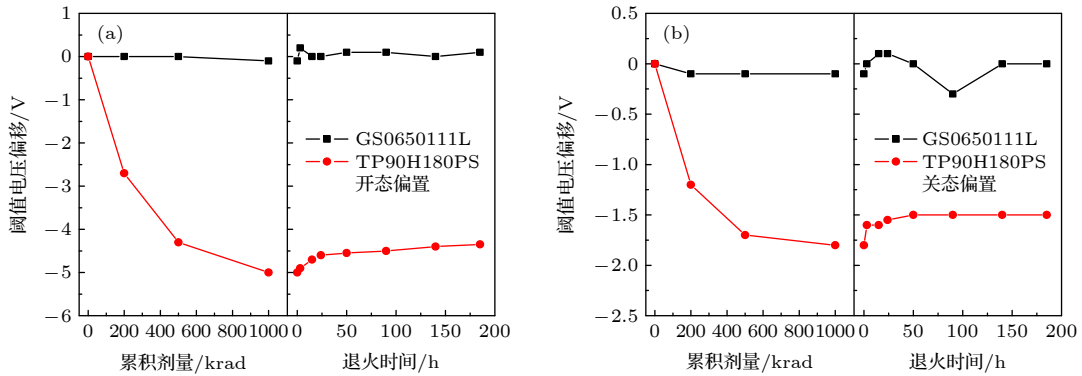 (a)
阈值电压偏移/V
1
0
−1
−2
−3
−4
−5
−6
GS0650111L
TP90H180PS
开态偏置
0 200 400 600 800 1000
0 50 100 150 200
累积剂量/krad
退火时间/h
(b)
阈值电压偏移/V
0.5
0
−0.5
−1.0
−1.5
−2.0
−2.5
GS0650111L
TP90H180PS
关态偏置
0 200 400 600 800 1000
0 50 100 150 200
累积剂量/krad
退火时间/h